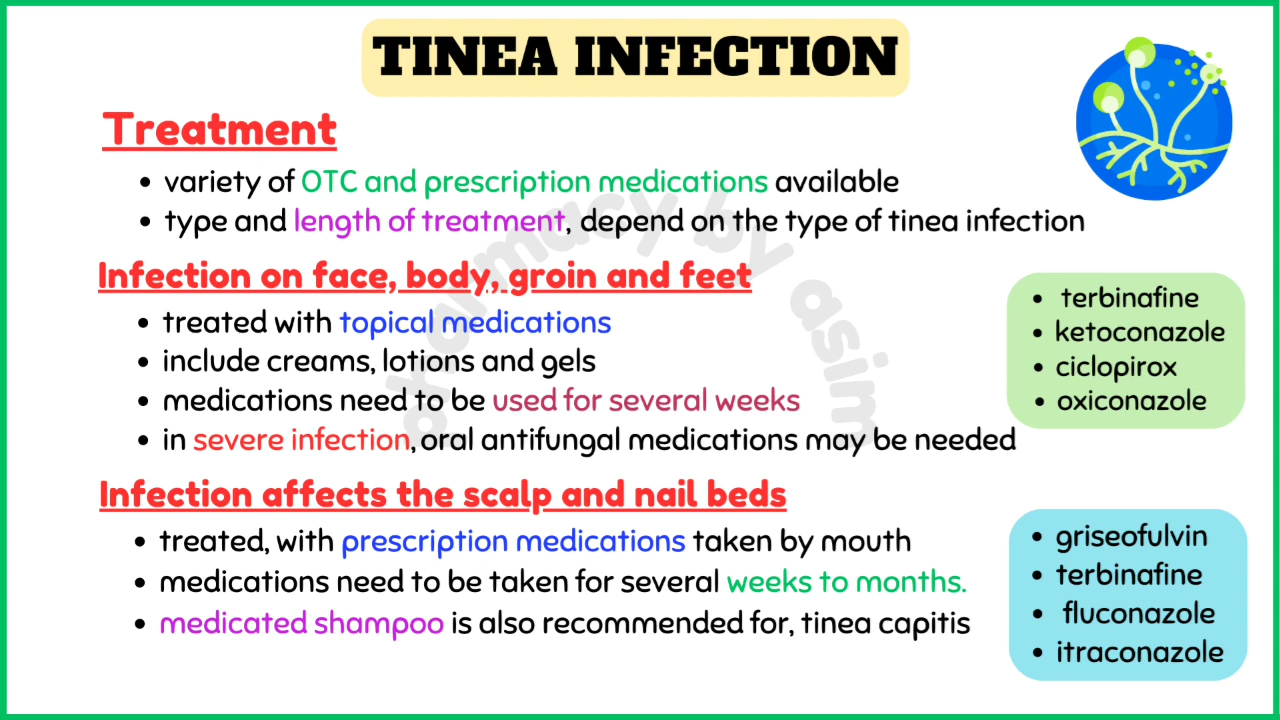 TINEA INFECTION
Treatment
• variety of OTC and prescription medications available
• type and length of treatment, depend on the type of tinea infection
Infection on face, body, groin and feet
• treated with topical medications
• include creams, lotions and gels
• medications need to be used for several weeks
• in severe infection, oral antifungal medications may be needed
• terbinafine
• ketoconazole
• ciclopirox
• oxiconazole
Infection affects the scalp and nail beds
• treated, with prescription medications taken by mouth
• medications need to be taken for several weeks to months.
• medicated shampoo is also recommended for, tinea capitis
• griseofulvin
• terbinafine
• fluconazole
• itraconazole
pharmacy by asim